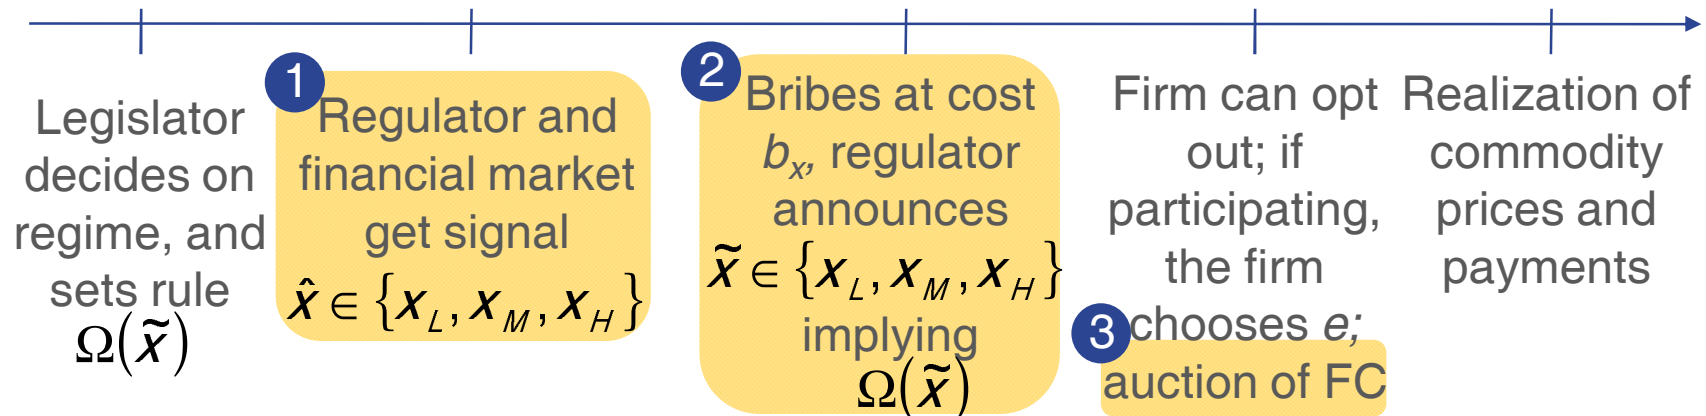 Legislator
decides on
regime, and
sets rule
Ω(x̃)
1
Regulator and
financial market
get signal
x̂ ∈ {x_L, x_M, x_H}
2
Bribes at cost
b_x, regulator
announces
x̃ ∈ {x_L, x_M, x_H}
implying
Ω(x̃)
Firm can opt
out; if
participating,
the firm
chooses e;
3
auction of FC
Realization of
commodity
prices and
payments